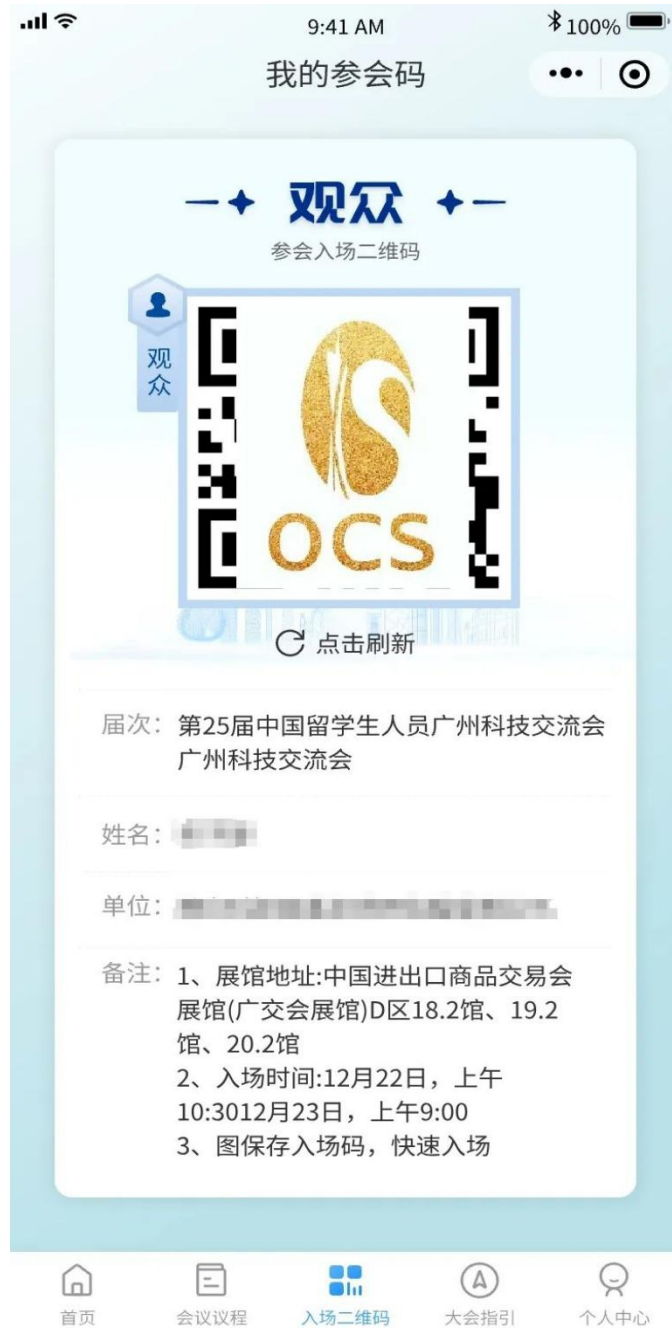 9:41 AM
100%
我的参会码
观众
参会入场二维码
观众
OCS
点击刷新
届次：第25届中国留学生人员广州科技交流会
广州科技交流会
姓名：
单位：
备注：1、展馆地址:中国进出口商品交易会
展馆(广交会展馆)D区18.2馆、19.2
馆、20.2馆
2、入场时间:12月22日，上午
10:3012月23日，上午9:00
3、图保存入场码，快速入场
首页 会议议程 入场二维码 大会指引 个人中心